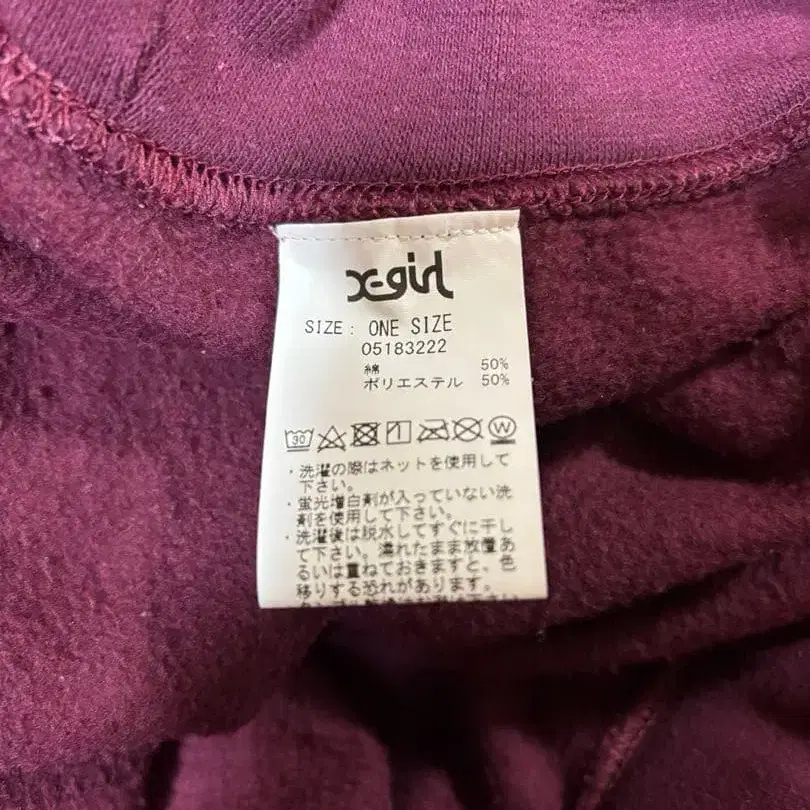 X-girl
SIZE : ONE SIZE
05183222
綿 50%
ポリエステル 50%
30 W
・洗濯の際はネットを使用して
下さい。
・蛍光増白剤が入っていない洗
剤を使用して下さい。
・洗濯後は脱水してすぐに干し
て下さい。濡れたまま放置あ
るいは重ねておきますと、色
移りする恐れがあります。